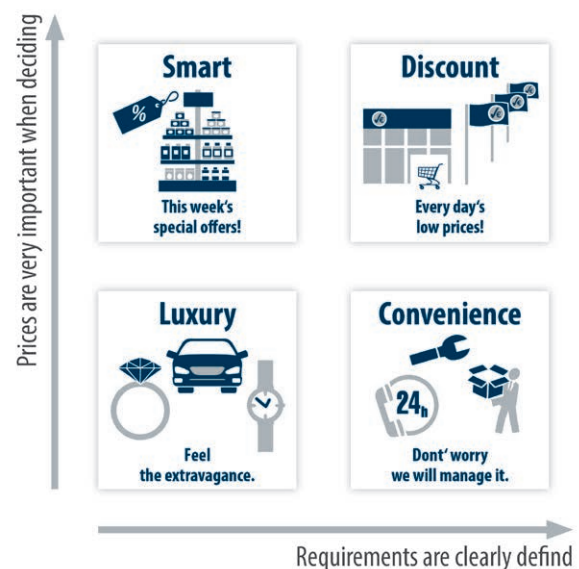 Prices are very important when deciding
Smart
%
This week's
special offers!
Discount
Every day's
low prices!
Luxury
Feel
the extravagance.
Convenience
24h
Dont' worry
we will manage it.
Requirements are clearly defind